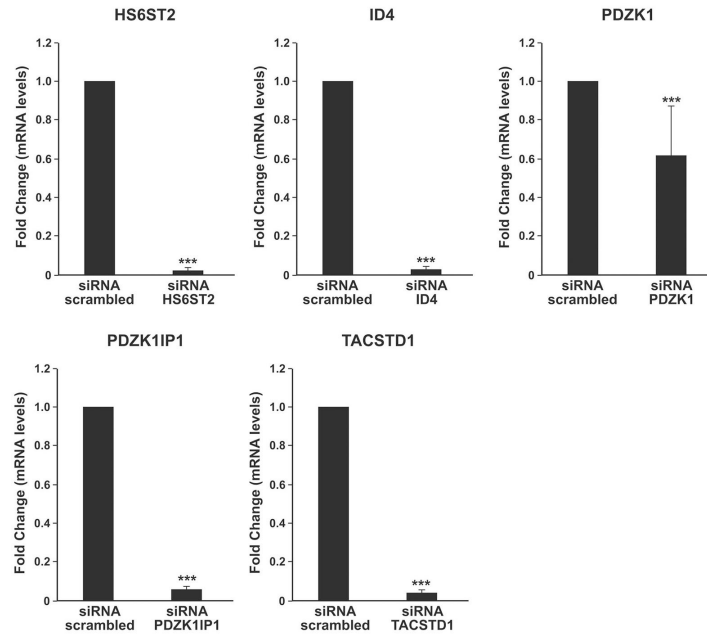 HS6ST2
ID4
PDZK1
Fold Change (mRNA levels)
1.2
1.0
0.8
0.6
0.4
0.2
0
***
siRNA scrambled
siRNA HS6ST2
Fold Change (mRNA levels)
1.2
1.0
0.8
0.6
0.4
0.2
0
***
siRNA scrambled
siRNA ID4
Fold Change (mRNA levels)
1.2
1.0
0.8
0.6
0.4
0.2
0
***
siRNA scrambled
siRNA PDZK1
PDZK1IP1
TACSTD1
Fold Change (mRNA levels)
1.2
1.0
0.8
0.6
0.4
0.2
0
***
siRNA scrambled
siRNA PDZK1IP1
Fold Change (mRNA levels)
1.2
1.0
0.8
0.6
0.4
0.2
0
***
siRNA scrambled
siRNA TACSTD1